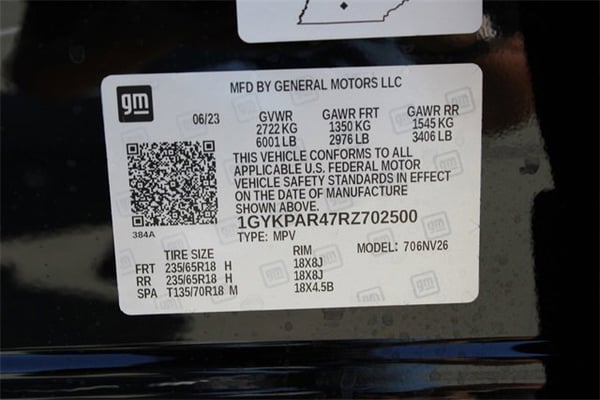 gm
MFD BY GENERAL MOTORS LLC
06/23 GVWR GAWR FRT GAWR RR
2722 KG 1350 KG 1545 KG
6001 LB 2976 LB 3406 LB
THIS VEHICLE CONFORMS TO ALL
APPLICABLE U.S. FEDERAL MOTOR
VEHICLE SAFETY STANDARDS IN EFFECT
ON THE DATE OF MANUFACTURE
SHOWN ABOVE.
384A
1GYKPAR47RZ702500
TYPE: MPV MODEL: 706NV26
TIRE SIZE RIM
FRT 235/65R18 H 18X8J
RR 235/65R18 H 18X8J
SPA T135/70R18 M 18X4.5B